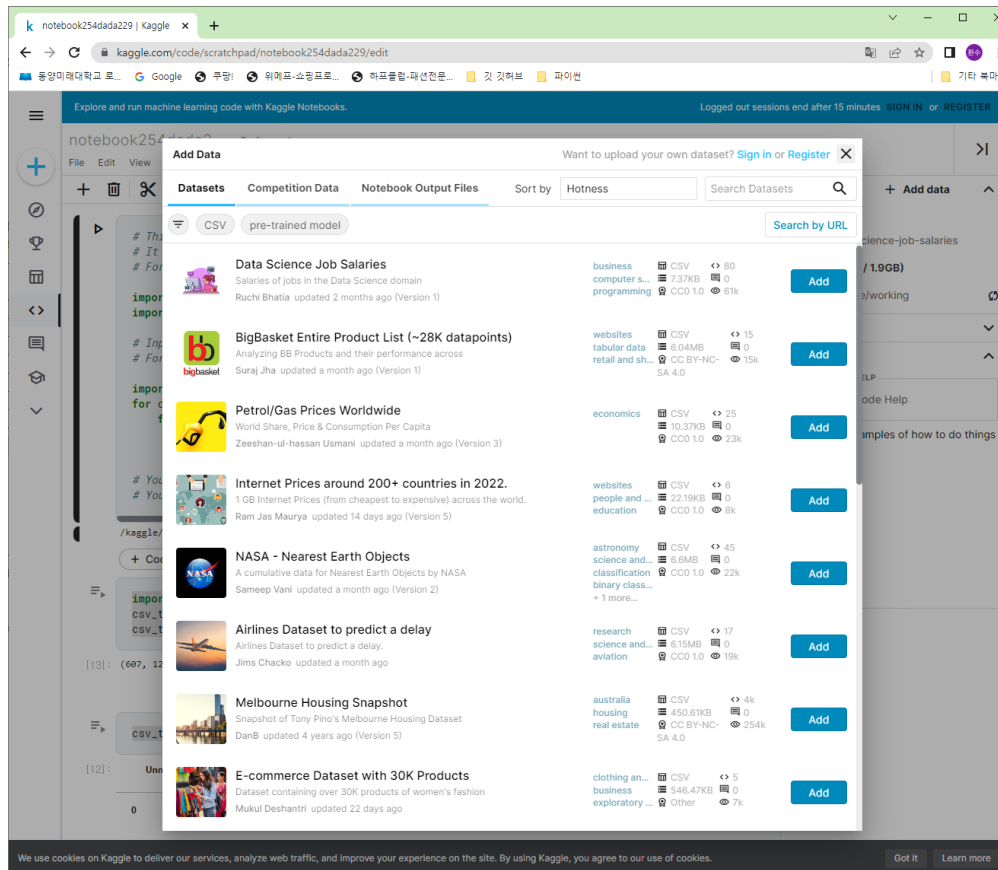 notebook254dada229 | Kaggle
kaggle.com/code/scratchpad/notebook254dada229/edit
동양미래대학교 로... Google 쿠팡! 위메프-쇼핑프로... 하프클럽-패션전문... 깃 깃허브 파이썬 기타 북마
Explore and run machine learning code with Kaggle Notebooks. Logged out sessions end after 15 minutes SIGN IN or REGISTER
notebook254dada2
File Edit View
Add Data Want to upload your own dataset? Sign in or Register
Datasets Competition Data Notebook Output Files Sort by Hotness Search Datasets
+ Add data
CSV pre-trained model Search by URL
# Thi
# It
# For
impor
impor
# Inp
# For
impor
for d
f
# You
# You
/kaggle/
+ Cod
impor
csv_t
csv_t
[13]: (607, 12
csv_t
[12]: Unn
0
Data Science Job Salaries
Salaries of jobs in the Data Science domain
Ruchi Bhatia updated 2 months ago (Version 1)
business CSV 80
computer s... 7.37KB 0
programming CC0 1.0 61k
Add
BigBasket Entire Product List (~28K datapoints)
Analyzing BB Products and their performance across
Suraj Jha updated a month ago (Version 1)
bb
bigbasket
websites CSV 15
tabular data 6.04MB 0
retail and sh... CC BY-NC-SA 4.0 15k
Add
Petrol/Gas Prices Worldwide
World Share, Price & Consumption Per Capita
Zeeshan-ul-hassan Usmani updated a month ago (Version 3)
economics CSV 25
10.37KB 0
CC0 1.0 23k
Add
Internet Prices around 200+ countries in 2022.
1 GB Internet Prices (from cheapest to expensive) across the world.
Ram Jas Maurya updated 14 days ago (Version 5)
websites CSV 6
people and ... 22.19KB 0
education CC0 1.0 8k
Add
NASA - Nearest Earth Objects
A cumulative data for Nearest Earth Objects by NASA
Sameep Vani updated a month ago (Version 2)
NASA
astronomy CSV 45
science and... 6.6MB 0
classification CC0 1.0 22k
binary class...
+ 1 more...
Add
Airlines Dataset to predict a delay
Airlines Dataset to predict a delay.
Jims Chacko updated a month ago
research CSV 17
science and... 6.15MB 0
aviation CC0 1.0 19k
Add
Melbourne Housing Snapshot
Snapshot of Tony Pino's Melbourne Housing Dataset
DanB updated 4 years ago (Version 5)
australia CSV 4k
housing 450.61KB 0
real estate CC BY-NC-SA 4.0 254k
Add
E-commerce Dataset with 30K Products
Dataset containing over 30K products of women's fashion
Mukul Deshantri updated 22 days ago
clothing an... CSV 5
business 546.47KB 0
exploratory ... Other 7k
Add
cience-job-salaries
/ 1.9GB)
e/working
ELP
ode Help
amples of how to do things
We use cookies on Kaggle to deliver our services, analyze web traffic, and improve your experience on the site. By using Kaggle, you agree to our use of cookies. Got it Learn more